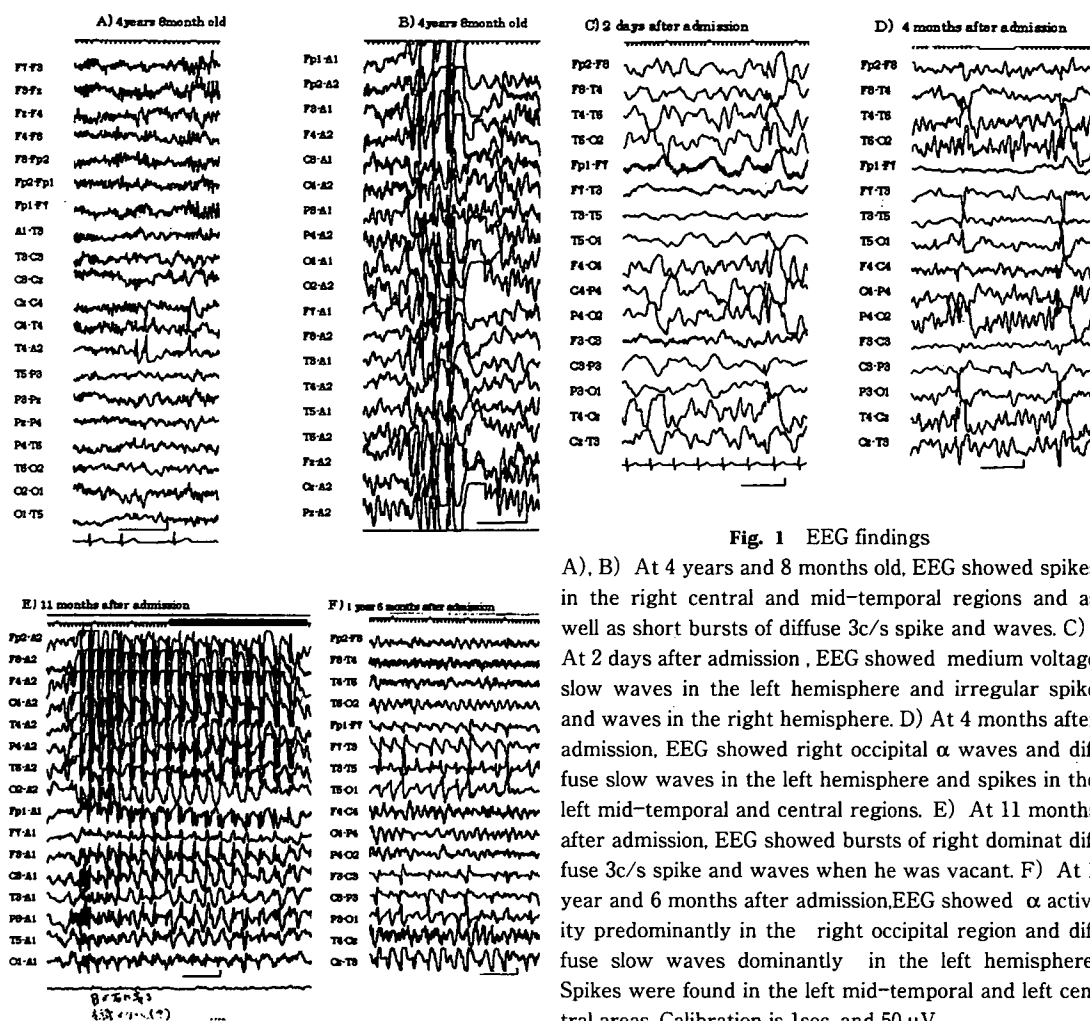 A) 4years 8month old
F7-F3
F3-Fz
Fz-F4
F4-F8
F8-Fp2
Fp2-Fp1
Fp1-F7
A1-T3
T3-C3
C3-Cz
Cz-C4
C4-T4
T4-A2
T5-P3
P3-Pz
Pz-P4
P4-T6
T6-O2
O2-O1
O1-T5
B) 4years 8month old
Fp1-A1
Fp2-A2
F3-A1
F4-A2
C3-A1
C4-A2
P3-A1
P4-A2
O1-A1
O2-A2
F7-A1
F8-A2
T3-A1
T4-A2
T5-A1
T6-A2
Fz-A2
Cz-A2
Pz-A2
C) 2 days after admission
Fp2-F8
F8-T4
T4-T6
T6-O2
Fp1-F7
F7-T3
T3-T5
T5-O1
F4-C4
C4-P4
P4-O2
F3-C3
C3-P3
P3-O1
T4-Cz
Cz-T3
D) 4 months after admission
Fp2-F8
F8-T4
T4-T6
T6-O2
Fp1-F7
F7-T3
T3-T5
T5-O1
F4-C4
C4-P4
P4-O2
F3-C3
C3-P3
P3-O1
T4-Cz
Cz-T3
Fig. 1 EEG findings
A), B) At 4 years and 8 months old, EEG showed spikes
in the right central and mid-temporal regions and as
well as short bursts of diffuse 3c/s spike and waves. C)
At 2 days after admission , EEG showed medium voltage
slow waves in the left hemisphere and irregular spike
and waves in the right hemisphere. D) At 4 months after
admission, EEG showed right occipital α waves and dif
fuse slow waves in the left hemisphere and spikes in the
left mid-temporal and central regions. E) At 11 months
after admission, EEG showed bursts of right dominat dif
fuse 3c/s spike and waves when he was vacant. F) At 1
year and 6 months after admission,EEG showed α activ
ity predominantly in the right occipital region and dif
fuse slow waves dominantly in the left hemisphere
Spikes were found in the left mid-temporal and left cen
tral areas. Calibration is 1sec. and 50 μV
E) 11 months after admission
Fp2-A2
F8-A2
F4-A2
C4-A2
T4-A2
P4-A2
T6-A2
O2-A2
Fp1-A1
F7-A1
F3-A1
C3-A1
T3-A1
P3-A1
T5-A1
O1-A1
F) 1 year 6 months after admission
Fp2-F8
F8-T4
T4-T6
T6-O2
Fp1-F7
F7-T3
T3-T5
T5-O1
F4-C4
C4-P4
P4-O2
F3-C3
C3-P3
P3-O1
T4-Cz
Cz-T3